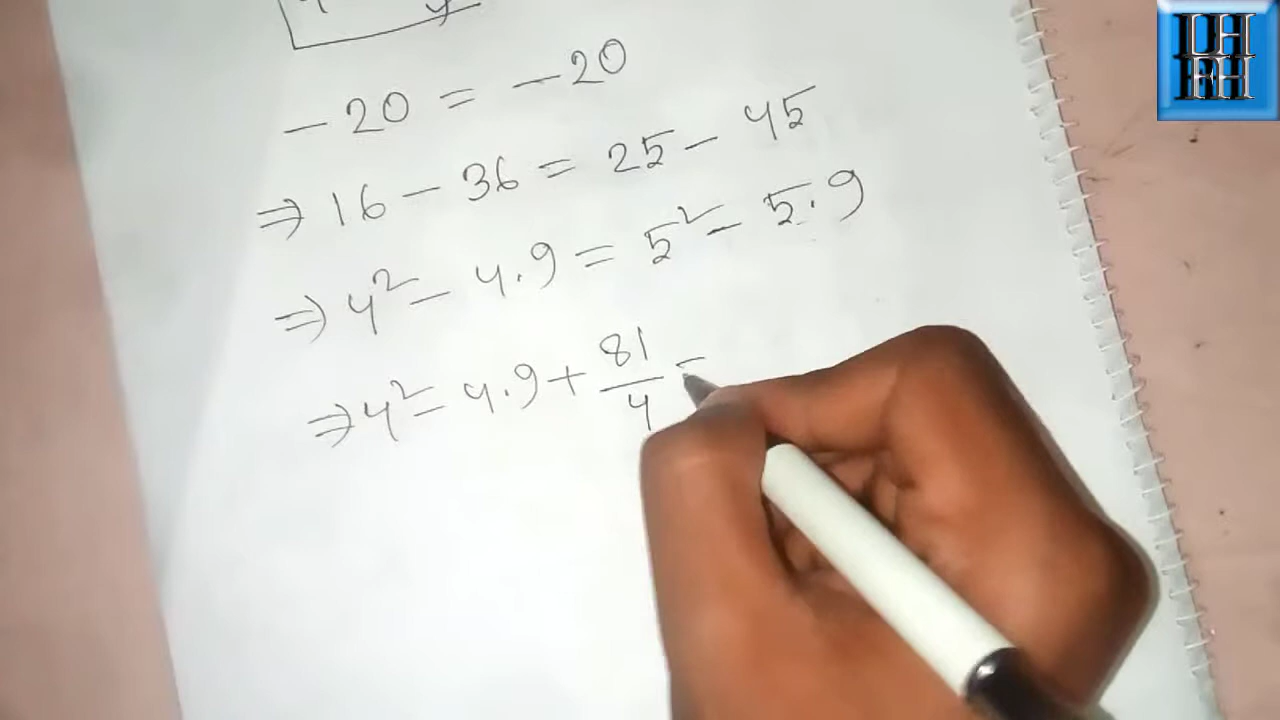 - 20 = - 20
⇒ 16 - 36 = 25 - 45
⇒ 4² - 4.9 = 5² - 5.9
⇒ 4² - 4.9 + 81/4 =